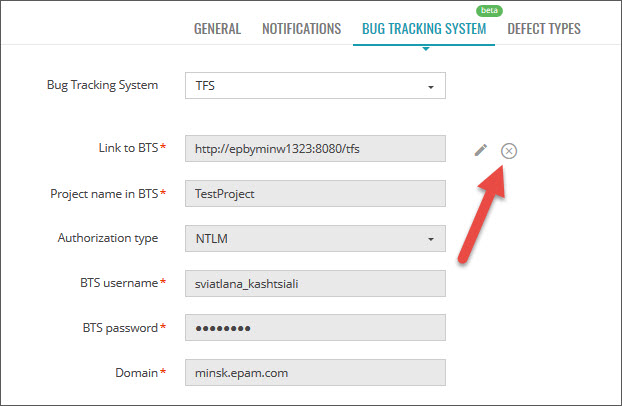 beta
GENERAL NOTIFICATIONS BUG TRACKING SYSTEM DEFECT TYPES
Bug Tracking System TFS
Link to BTS* http://epbyminw1323:8080/tfs
Project name in BTS* TestProject
Authorization type NTLM
BTS username* sviatlana_kashtsiali
BTS password* ●●●●●●●●
Domain* minsk.epam.com